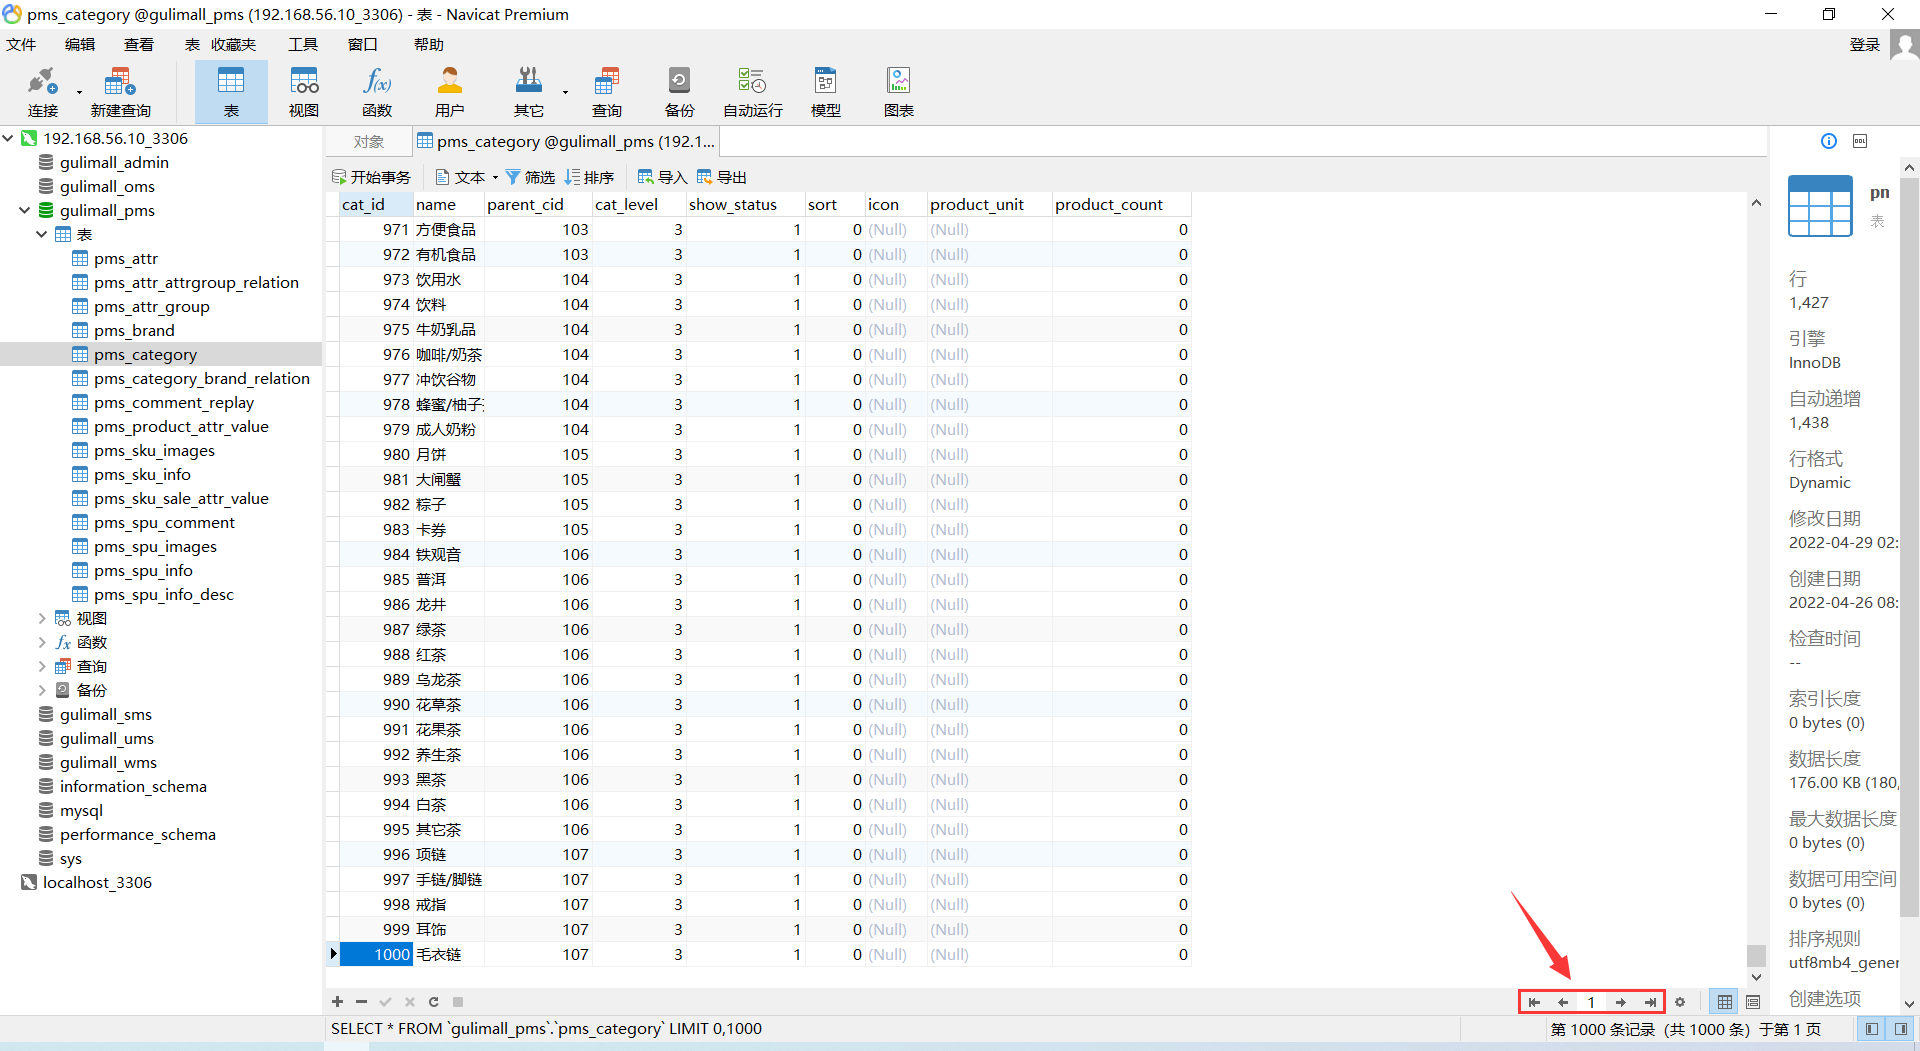 pms_category @gulimall_pms (192.168.56.10_3306) - 表 - Navicat Premium
文件 编辑 查看 表 收藏夹 工具 窗口 帮助 登录
连接 新建查询 表 视图 函数 用户 其它 查询 备份 自动运行 模型 图表
192.168.56.10_3306
gulimall_admin
gulimall_oms
gulimall_pms
表
pms_attr
pms_attr_attrgroup_relation
pms_attr_group
pms_brand
pms_category
pms_category_brand_relation
pms_comment_replay
pms_product_attr_value
pms_sku_images
pms_sku_info
pms_sku_sale_attr_value
pms_spu_comment
pms_spu_images
pms_spu_info
pms_spu_info_desc
视图
函数
查询
备份
gulimall_sms
gulimall_ums
gulimall_wms
information_schema
mysql
performance_schema
sys
localhost_3306
对象 pms_category @gulimall_pms (192.1...
开始事务 文本 筛选 排序 导入 导出
cat_id name parent_cid cat_level show_status sort icon product_unit product_count
971 方便食品 103 3 1 0 (Null) (Null) 0
972 有机食品 103 3 1 0 (Null) (Null) 0
973 饮用水 104 3 1 0 (Null) (Null) 0
974 饮料 104 3 1 0 (Null) (Null) 0
975 牛奶乳品 104 3 1 0 (Null) (Null) 0
976 咖啡/奶茶 104 3 1 0 (Null) (Null) 0
977 冲饮谷物 104 3 1 0 (Null) (Null) 0
978 蜂蜜/柚子 104 3 1 0 (Null) (Null) 0
979 成人奶粉 104 3 1 0 (Null) (Null) 0
980 月饼 105 3 1 0 (Null) (Null) 0
981 大闸蟹 105 3 1 0 (Null) (Null) 0
982 粽子 105 3 1 0 (Null) (Null) 0
983 卡券 105 3 1 0 (Null) (Null) 0
984 铁观音 106 3 1 0 (Null) (Null) 0
985 普洱 106 3 1 0 (Null) (Null) 0
986 龙井 106 3 1 0 (Null) (Null) 0
987 绿茶 106 3 1 0 (Null) (Null) 0
988 红茶 106 3 1 0 (Null) (Null) 0
989 乌龙茶 106 3 1 0 (Null) (Null) 0
990 花草茶 106 3 1 0 (Null) (Null) 0
991 花果茶 106 3 1 0 (Null) (Null) 0
992 养生茶 106 3 1 0 (Null) (Null) 0
993 黑茶 106 3 1 0 (Null) (Null) 0
994 白茶 106 3 1 0 (Null) (Null) 0
995 其它茶 106 3 1 0 (Null) (Null) 0
996 项链 107 3 1 0 (Null) (Null) 0
997 手链/脚链 107 3 1 0 (Null) (Null) 0
998 戒指 107 3 1 0 (Null) (Null) 0
999 耳饰 107 3 1 0 (Null) (Null) 0
1000 毛衣链 107 3 1 0 (Null) (Null) 0
1
SELECT * FROM `gulimall_pms`.`pms_category` LIMIT 0,1000
第 1000 条记录 (共 1000 条) 于第 1 页
DDL
pn
表
行
1,427
引擎
InnoDB
自动递增
1,438
行格式
Dynamic
修改日期
2022-04-29 02:
创建日期
2022-04-26 08:
检查时间
--
索引长度
0 bytes (0)
数据长度
176.00 KB (180,
最大数据长度
0 bytes (0)
数据可用空间
0 bytes (0)
排序规则
utf8mb4_gener
创建选项